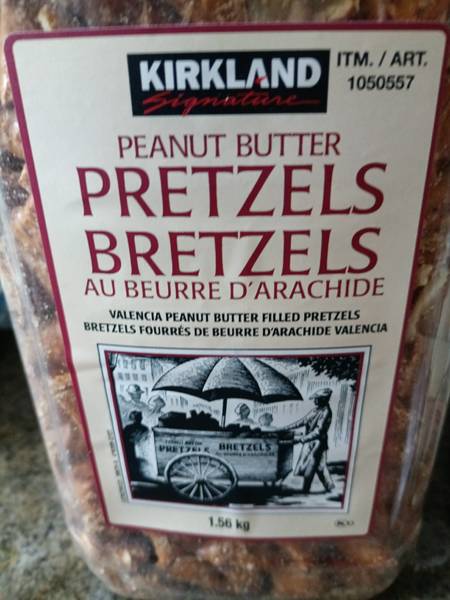 KIRKLAND
Signature
ITM. / ART.
1050557
PEANUT BUTTER
PRETZELS
BRETZELS
AU BEURRE D'ARACHIDE
VALENCIA PEANUT BUTTER FILLED PRETZELS
BRETZELS FOURRÉS DE BEURRE D'ARACHIDE VALENCIA
PRETZELS BRETZELS
1.56 kg